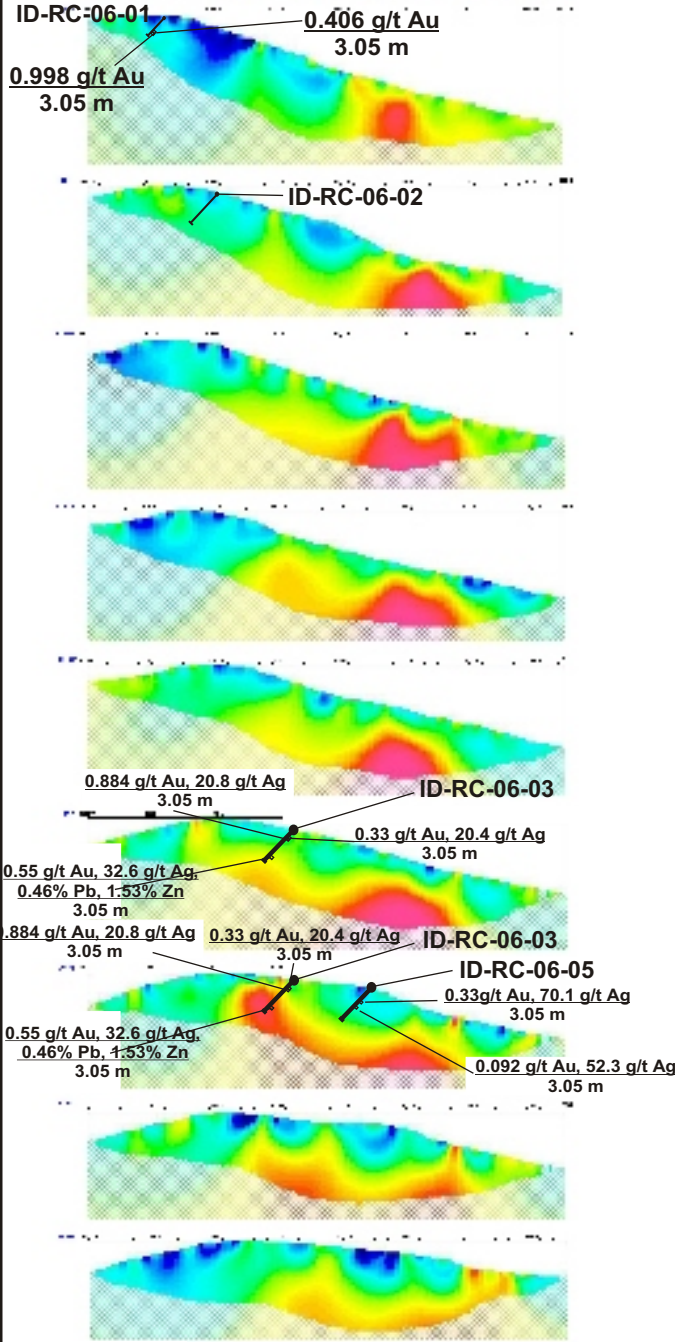 ID-RC-06-01
0.406 g/t Au
3.05 m
0.998 g/t Au
3.05 m
ID-RC-06-02
0.884 g/t Au, 20.8 g/t Ag
3.05 m
ID-RC-06-03
0.33 g/t Au, 20.4 g/t Ag
3.05 m
0.55 g/t Au, 32.6 g/t Ag,
0.46% Pb, 1.53% Zn
3.05 m
0.884 g/t Au, 20.8 g/t Ag
3.05 m
0.33 g/t Au, 20.4 g/t Ag
3.05 m
ID-RC-06-03
ID-RC-06-05
0.33g/t Au, 70.1 g/t Ag
3.05 m
0.55 g/t Au, 32.6 g/t Ag,
0.46% Pb, 1.53% Zn
3.05 m
0.092 g/t Au, 52.3 g/t Ag
3.05 m